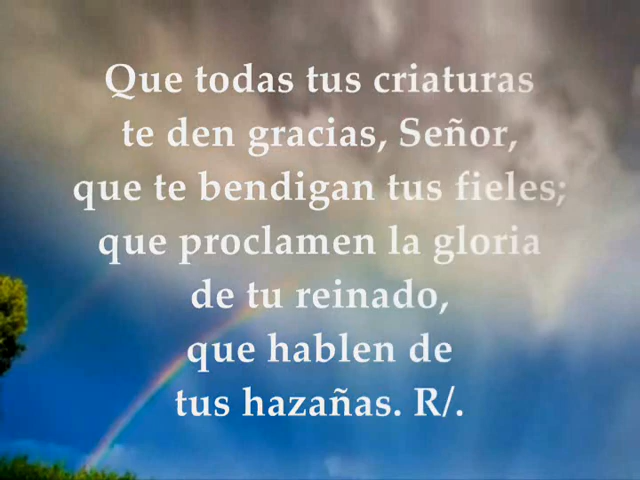 Que todas tus criaturas
te den gracias, Señor,
que te bendigan tus fieles;
que proclamen la gloria
de tu reinado,
que hablen de
tus hazañas. R/.